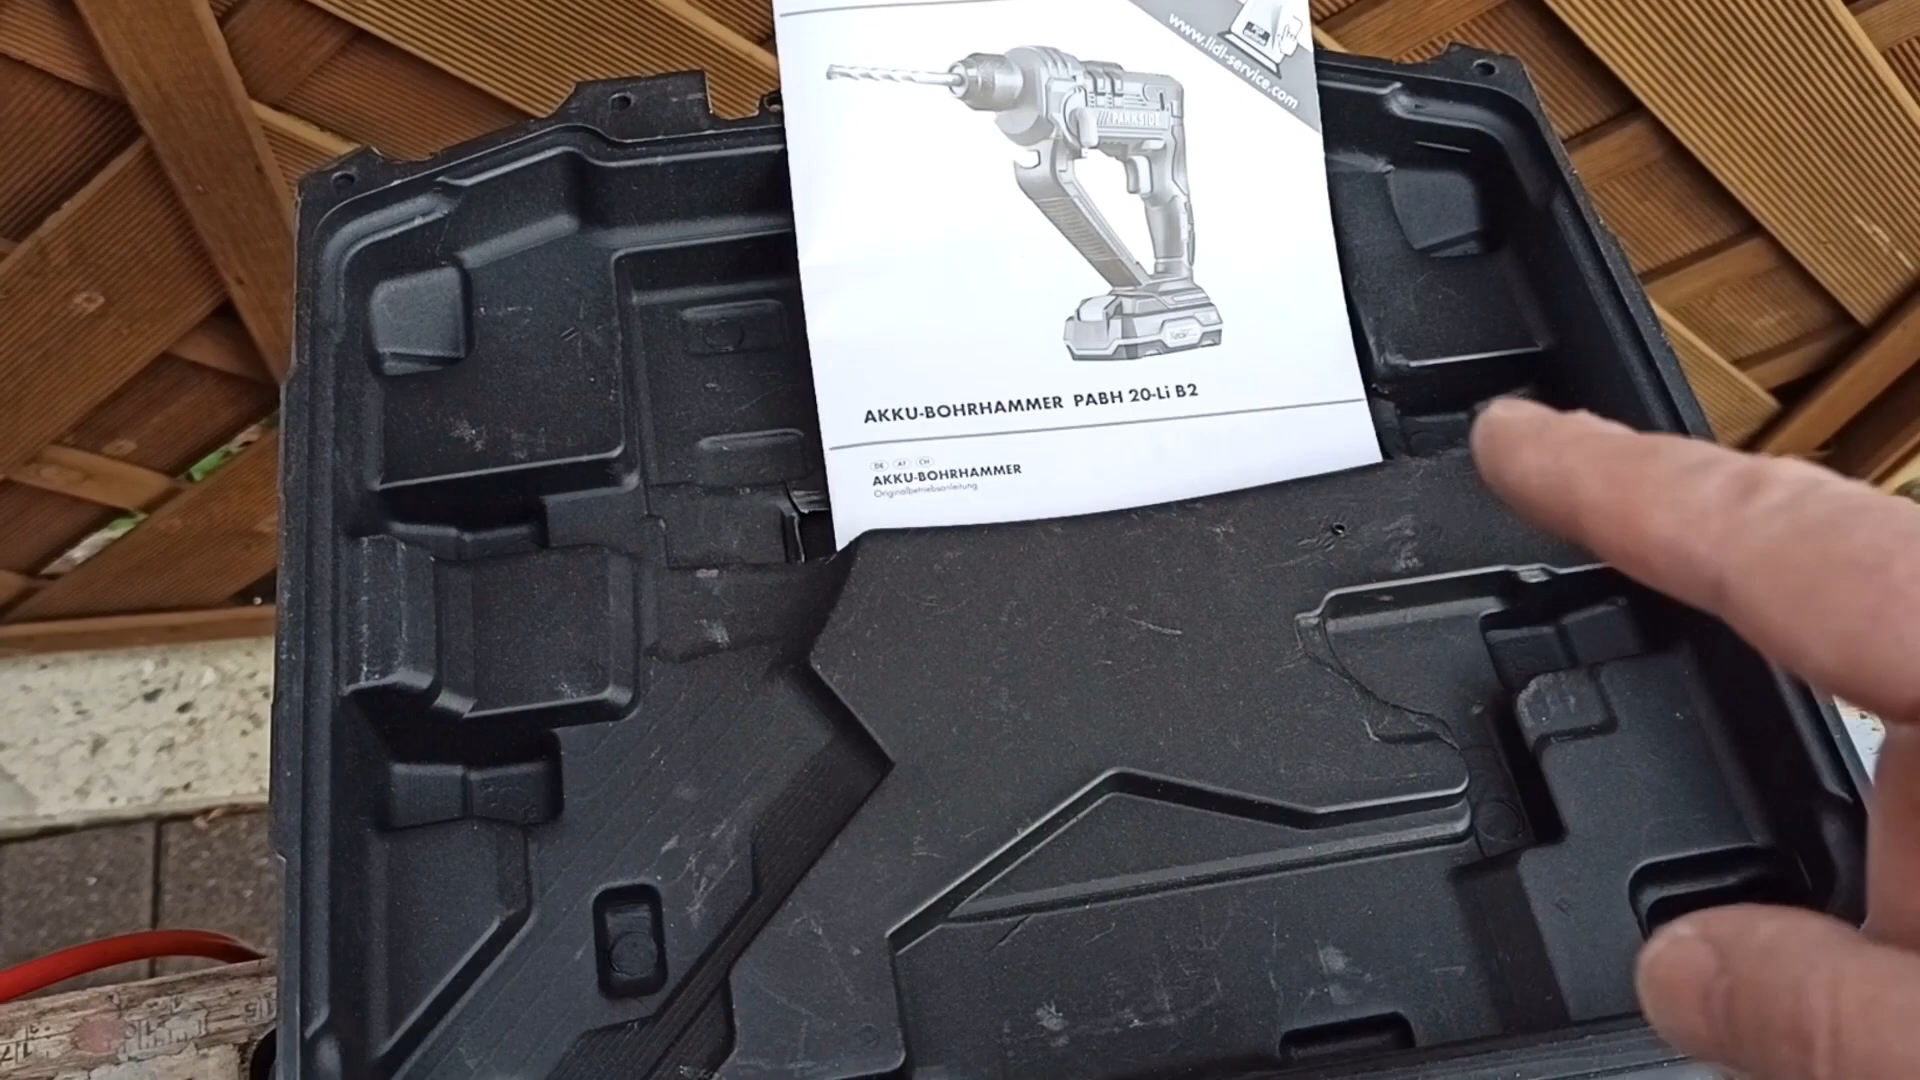 www.lidl-service.com
PARKSIDE
AKKU-BOHRHAMMER PABH 20-Li B2
DE AT CH
AKKU-BOHRHAMMER
Originalbetriebsanleitung